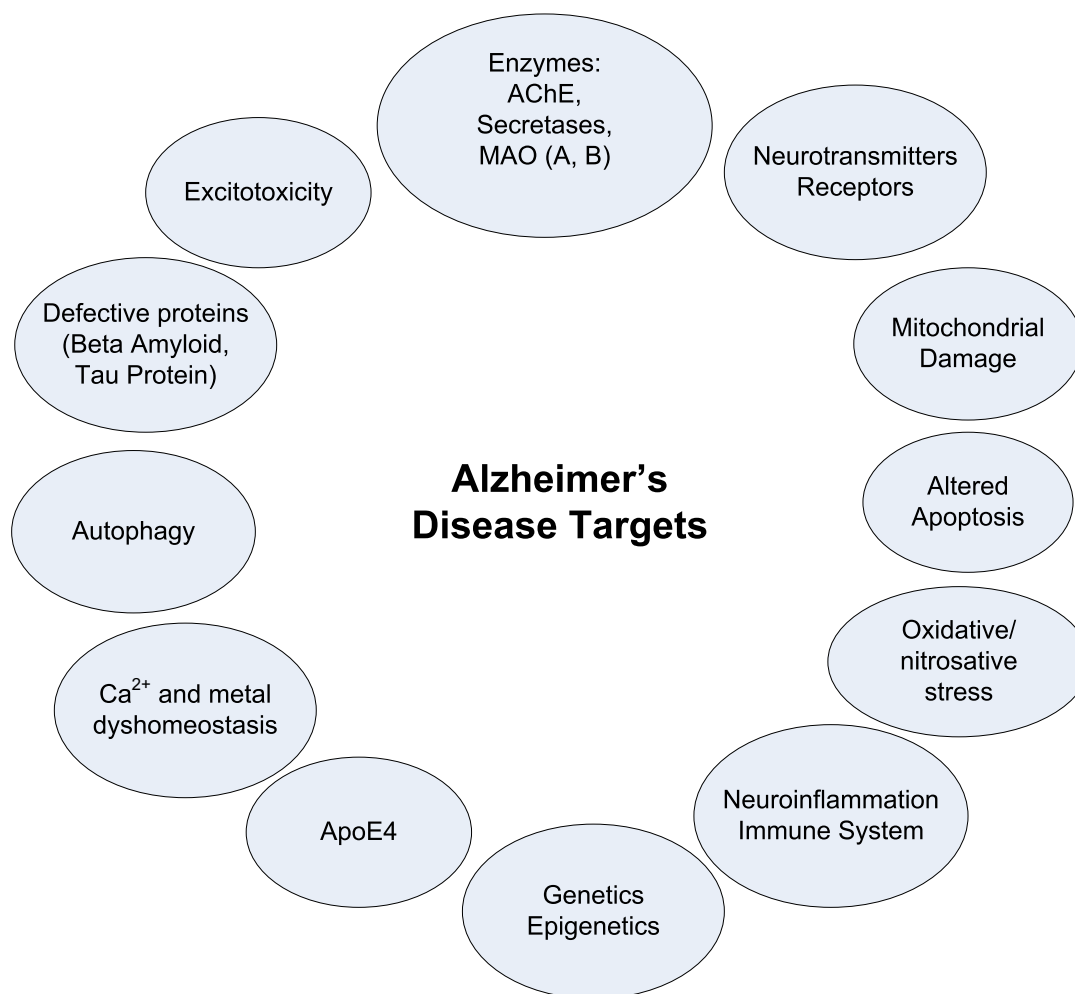 Enzymes:
AChE,
Secretases,
MAO (A, B)
Neurotransmitters
Receptors
Mitochondrial
Damage
Altered
Apoptosis
Oxidative/
nitrosative
stress
Neuroinflammation
Immune System
Genetics
Epigenetics
ApoE4
Ca²⁺ and metal
dyshomeostasis
Autophagy
Defective proteins
(Beta Amyloid,
Tau Protein)
Excitotoxicity
Alzheimer’s
Disease Targets